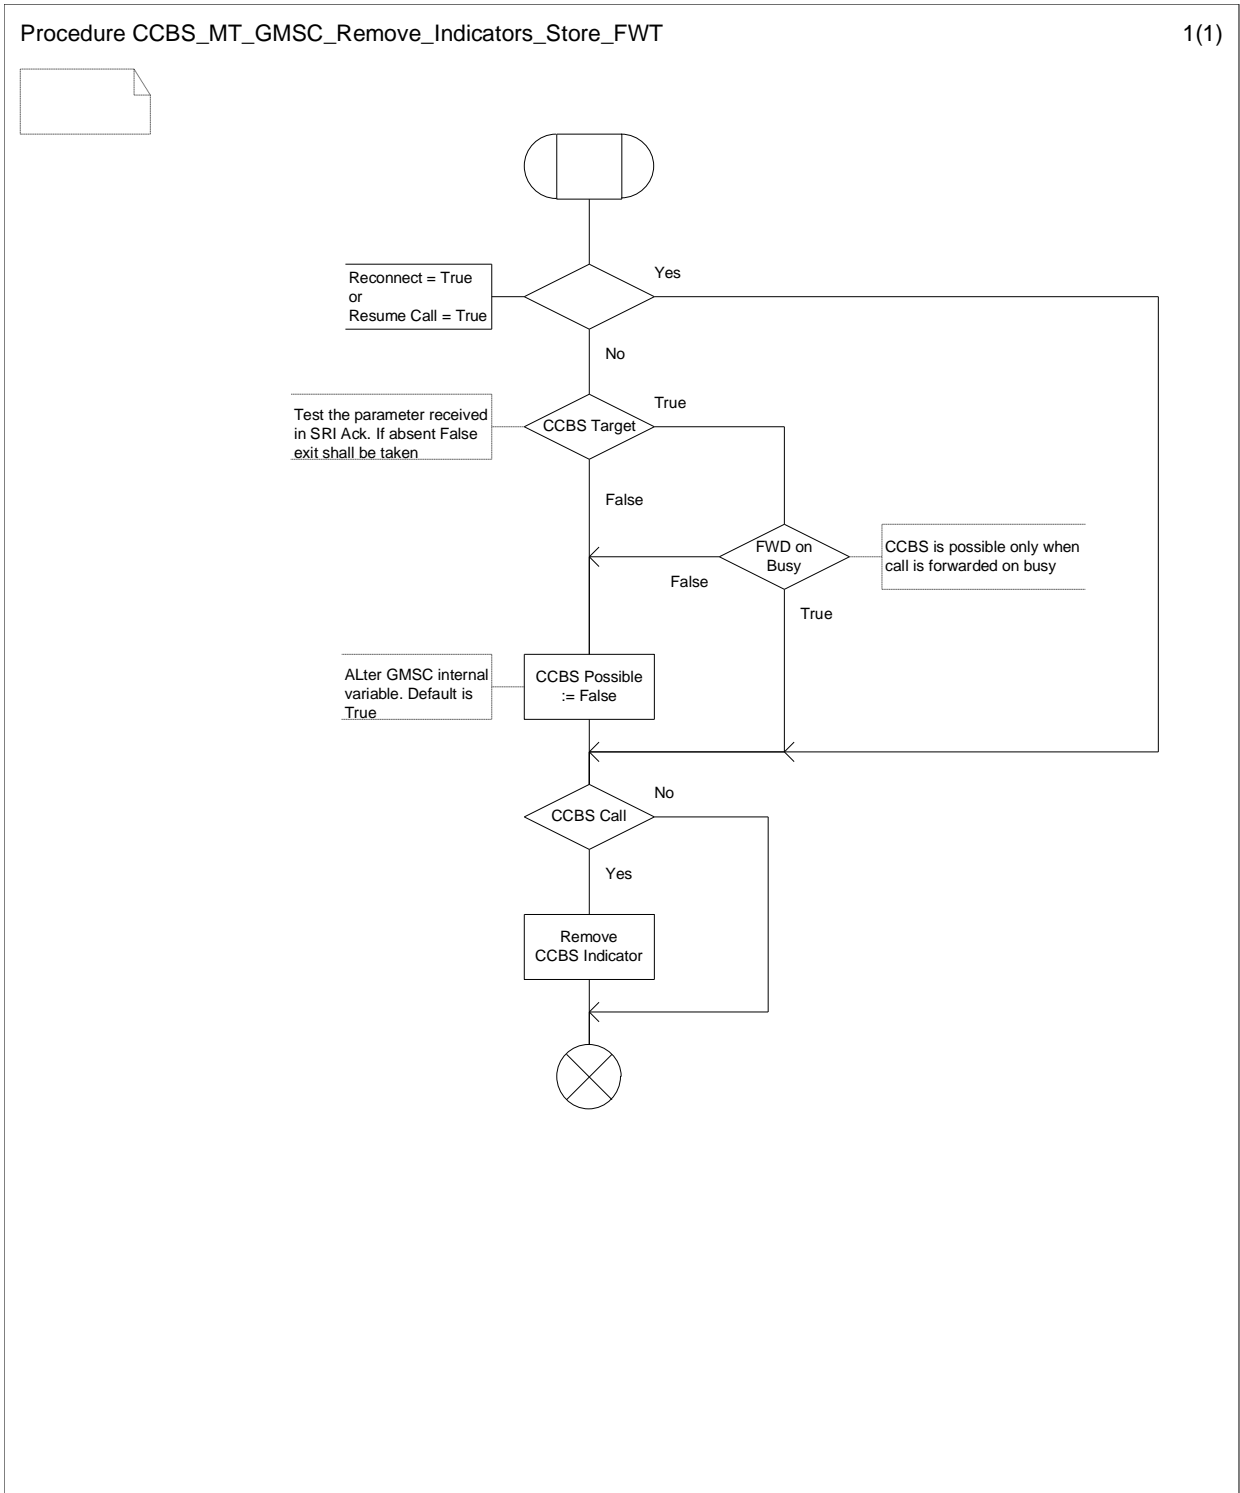 Procedure CCBS_MT_GMSC_Remove_Indicators_Store_FWT
1(1)
Reconnect = True
or
Resume Call = True
Yes
No
Test the parameter received
in SRI Ack. If absent False
exit shall be taken
CCBS Target
True
False
FWD on
Busy
CCBS is possible only when
call is forwarded on busy
False
True
ALter GMSC internal
variable. Default is
True
CCBS Possible
:= False
CCBS Call
No
Yes
Remove
CCBS Indicator